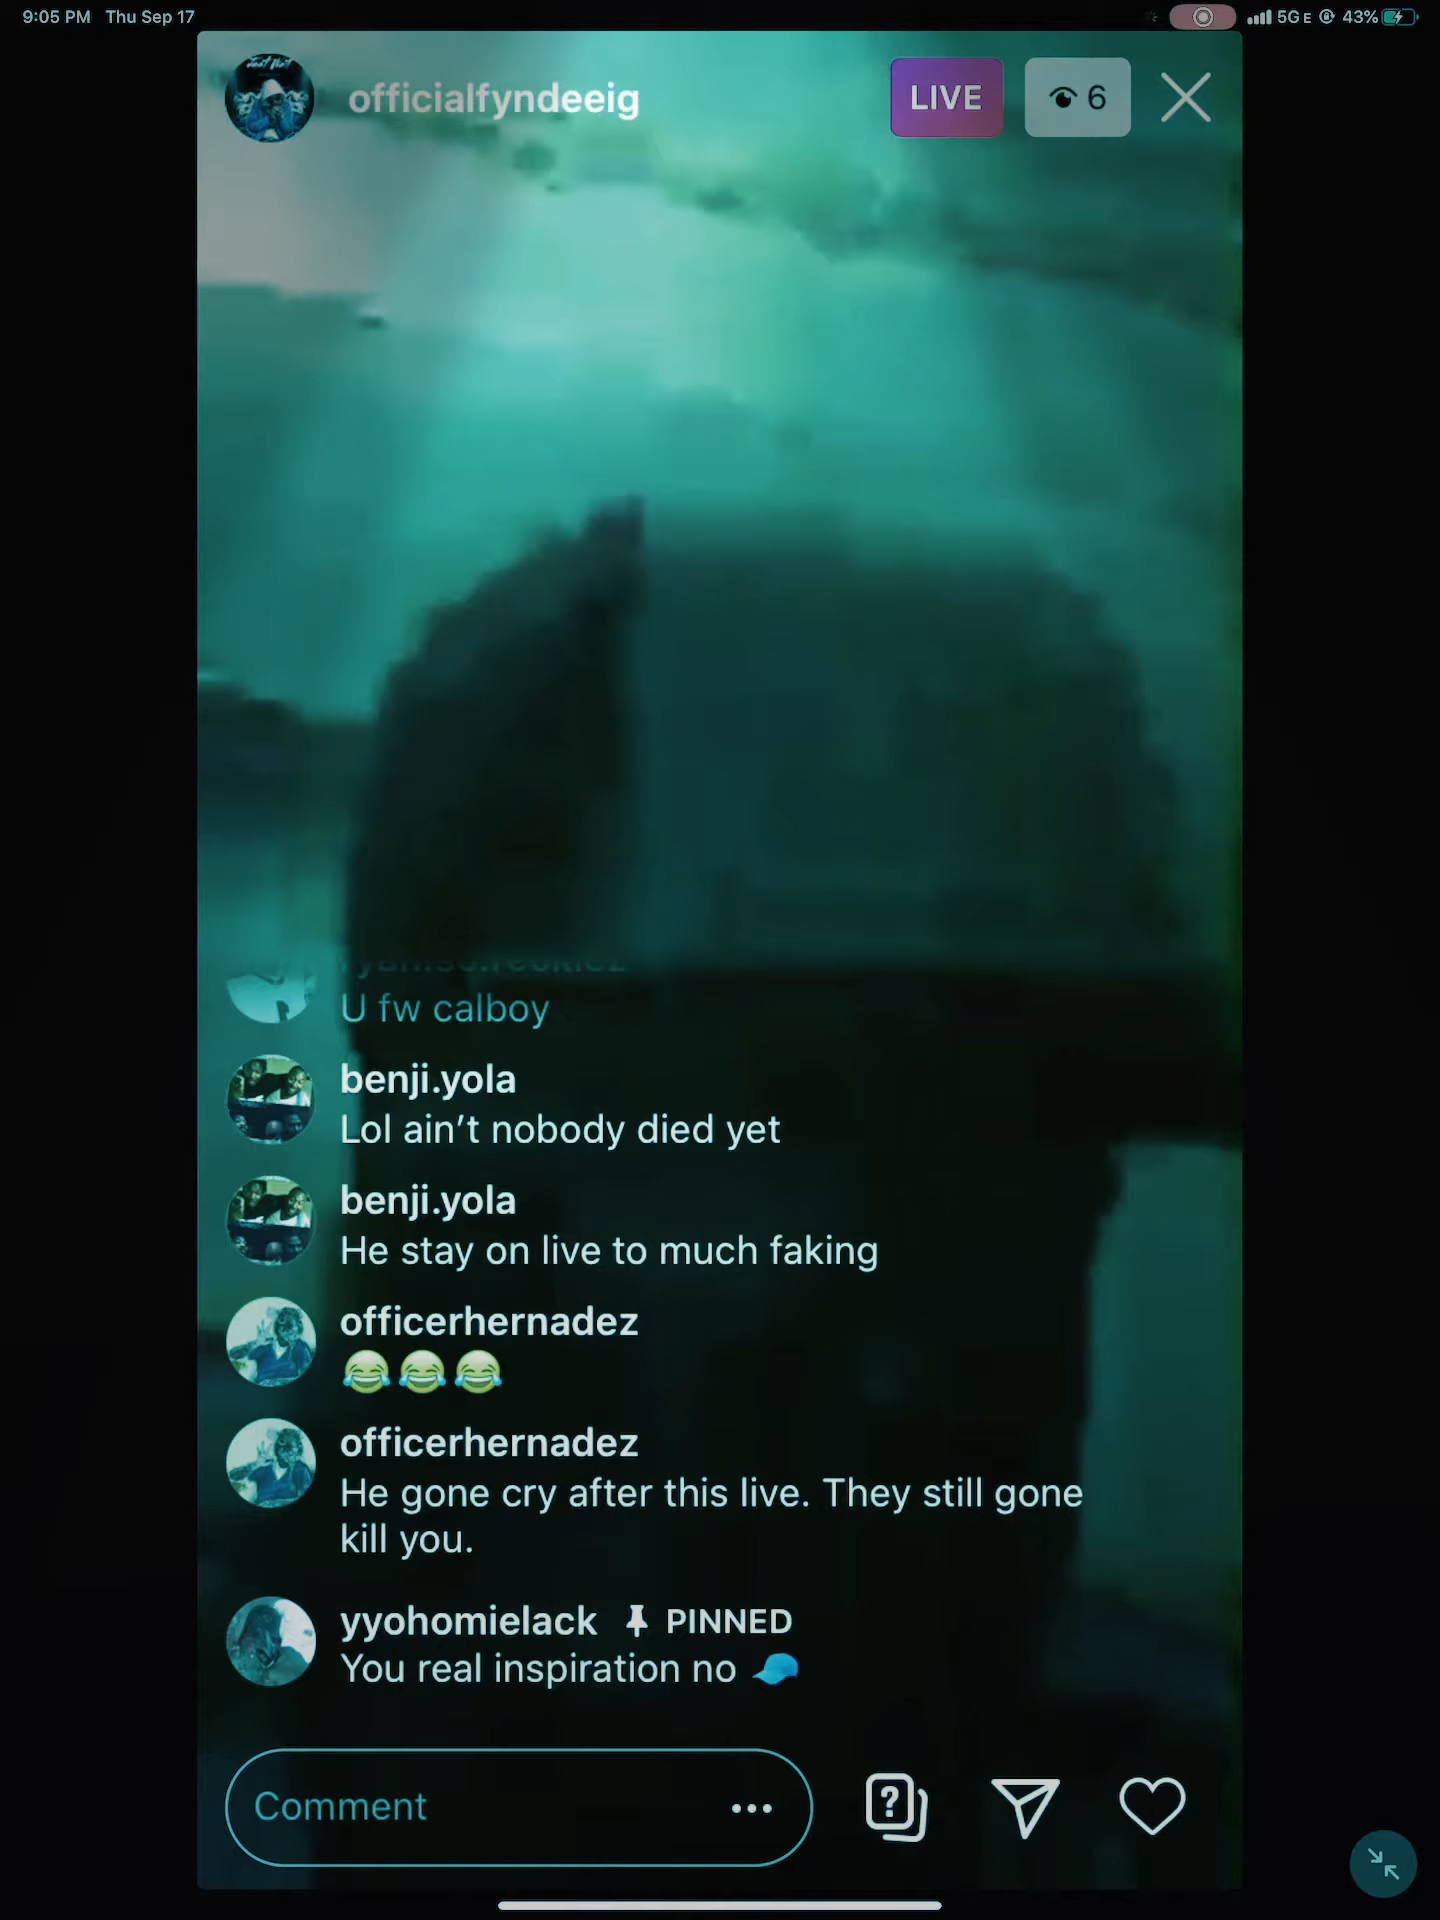 9:05 PM Thu Sep 17
5GE 43%
officialfyndeeig
LIVE
6
U fw calboy
benji.yola
Lol ain’t nobody died yet
benji.yola
He stay on live to much faking
officerhernadez
😂😂😂
officerhernadez
He gone cry after this live. They still gone
kill you.
yyohomielack PINNED
You real inspiration no 🧢
Comment